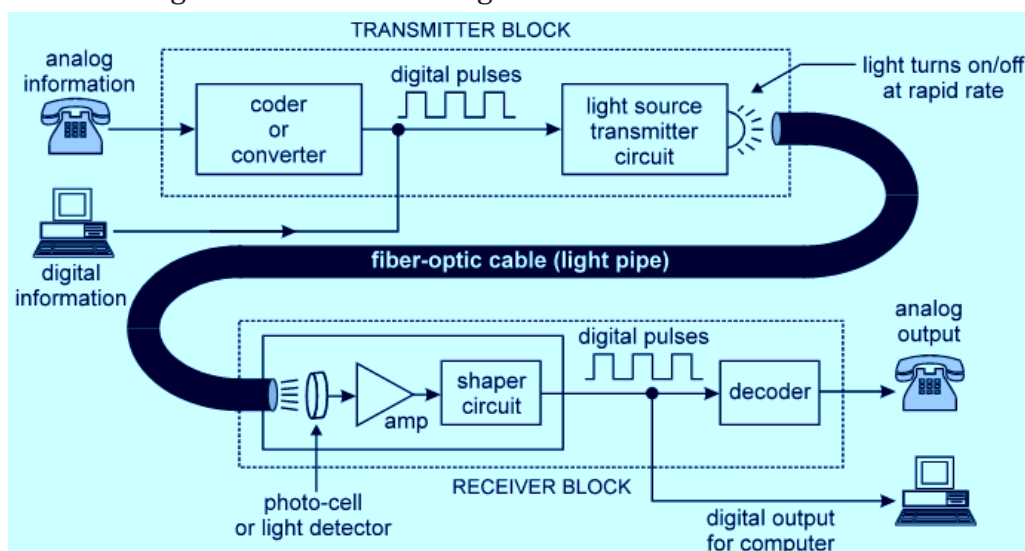 TRANSMITTER BLOCK
analog
information
coder
or
converter
digital pulses
light source
transmitter
circuit
light turns on/off
at rapid rate
digital
information
fiber-optic cable (light pipe)
analog
output
digital pulses
shaper
circuit
amp
decoder
RECEIVER BLOCK
photo-cell
or light detector
digital output
for computer